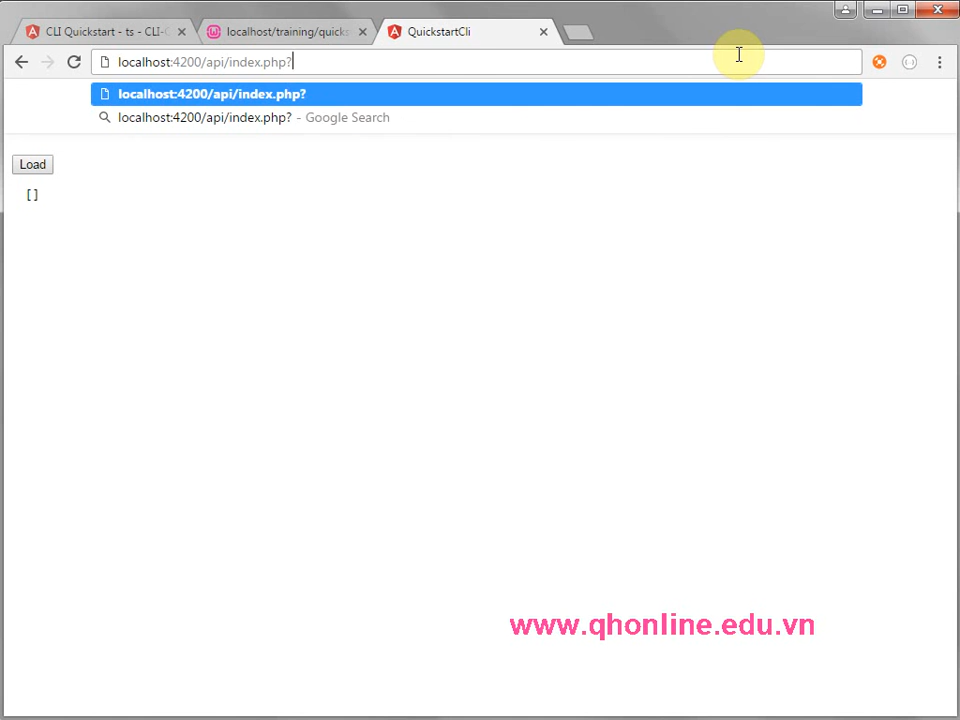 CLI Quickstart - ts - CLI-
localhost/training/quicks
QuickstartCli
localhost:4200/api/index.php?
localhost:4200/api/index.php?
localhost:4200/api/index.php? - Google Search
Load
[]
www.qhonline.edu.vn